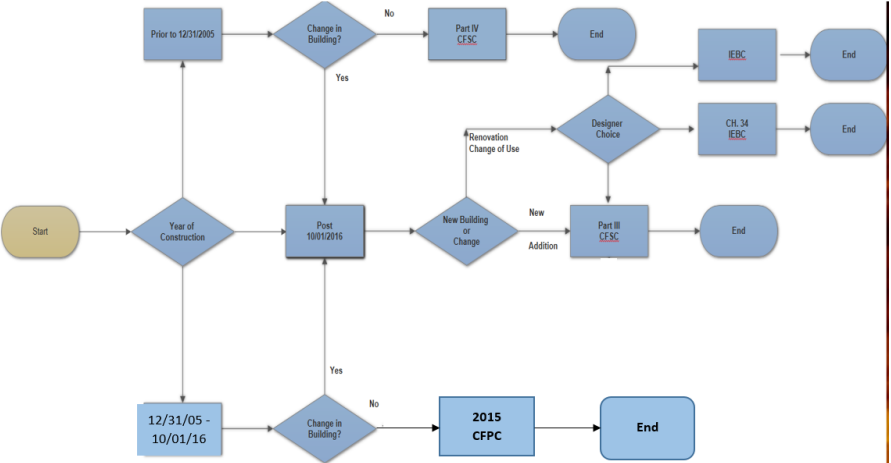 Prior to 12/31/2005
Change in
Building?
No
Part IV
CFSC
End
Yes
IEBC
End
Renovation
Change of Use
Designer
Choice
CH. 34
IEBC
End
Start
Year of
Construction
Post
10/01/2016
New Building
or
Change
New
Addition
Part III
CFSC
End
Yes
12/31/05 -
10/01/16
Change in
Building?
No
2015
CFPC
End